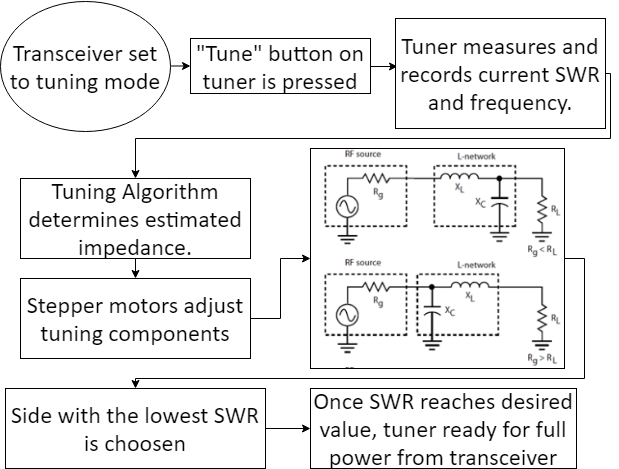 Transceiver set
to tuning mode
"Tune" button on
tuner is pressed
Tuner measures and
records current SWR
and frequency.
Tuning Algorithm
determines estimated
impedance.
Stepper motors adjust
tuning components
RF source
L-network
Rg
XL
XC
RL
Rg < RL
RF source
L-network
Rg
XL
XC
RL
Rg > RL
Side with the lowest SWR
is choosen
Once SWR reaches desired
value, tuner ready for full
power from transceiver